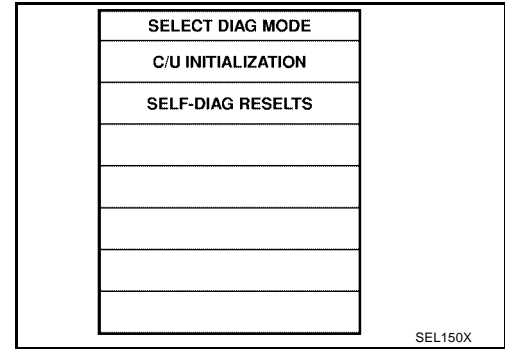 SELECT DIAG MODE
C/U INITIALIZATION
SELF-DIAG RESELTS
SEL150X